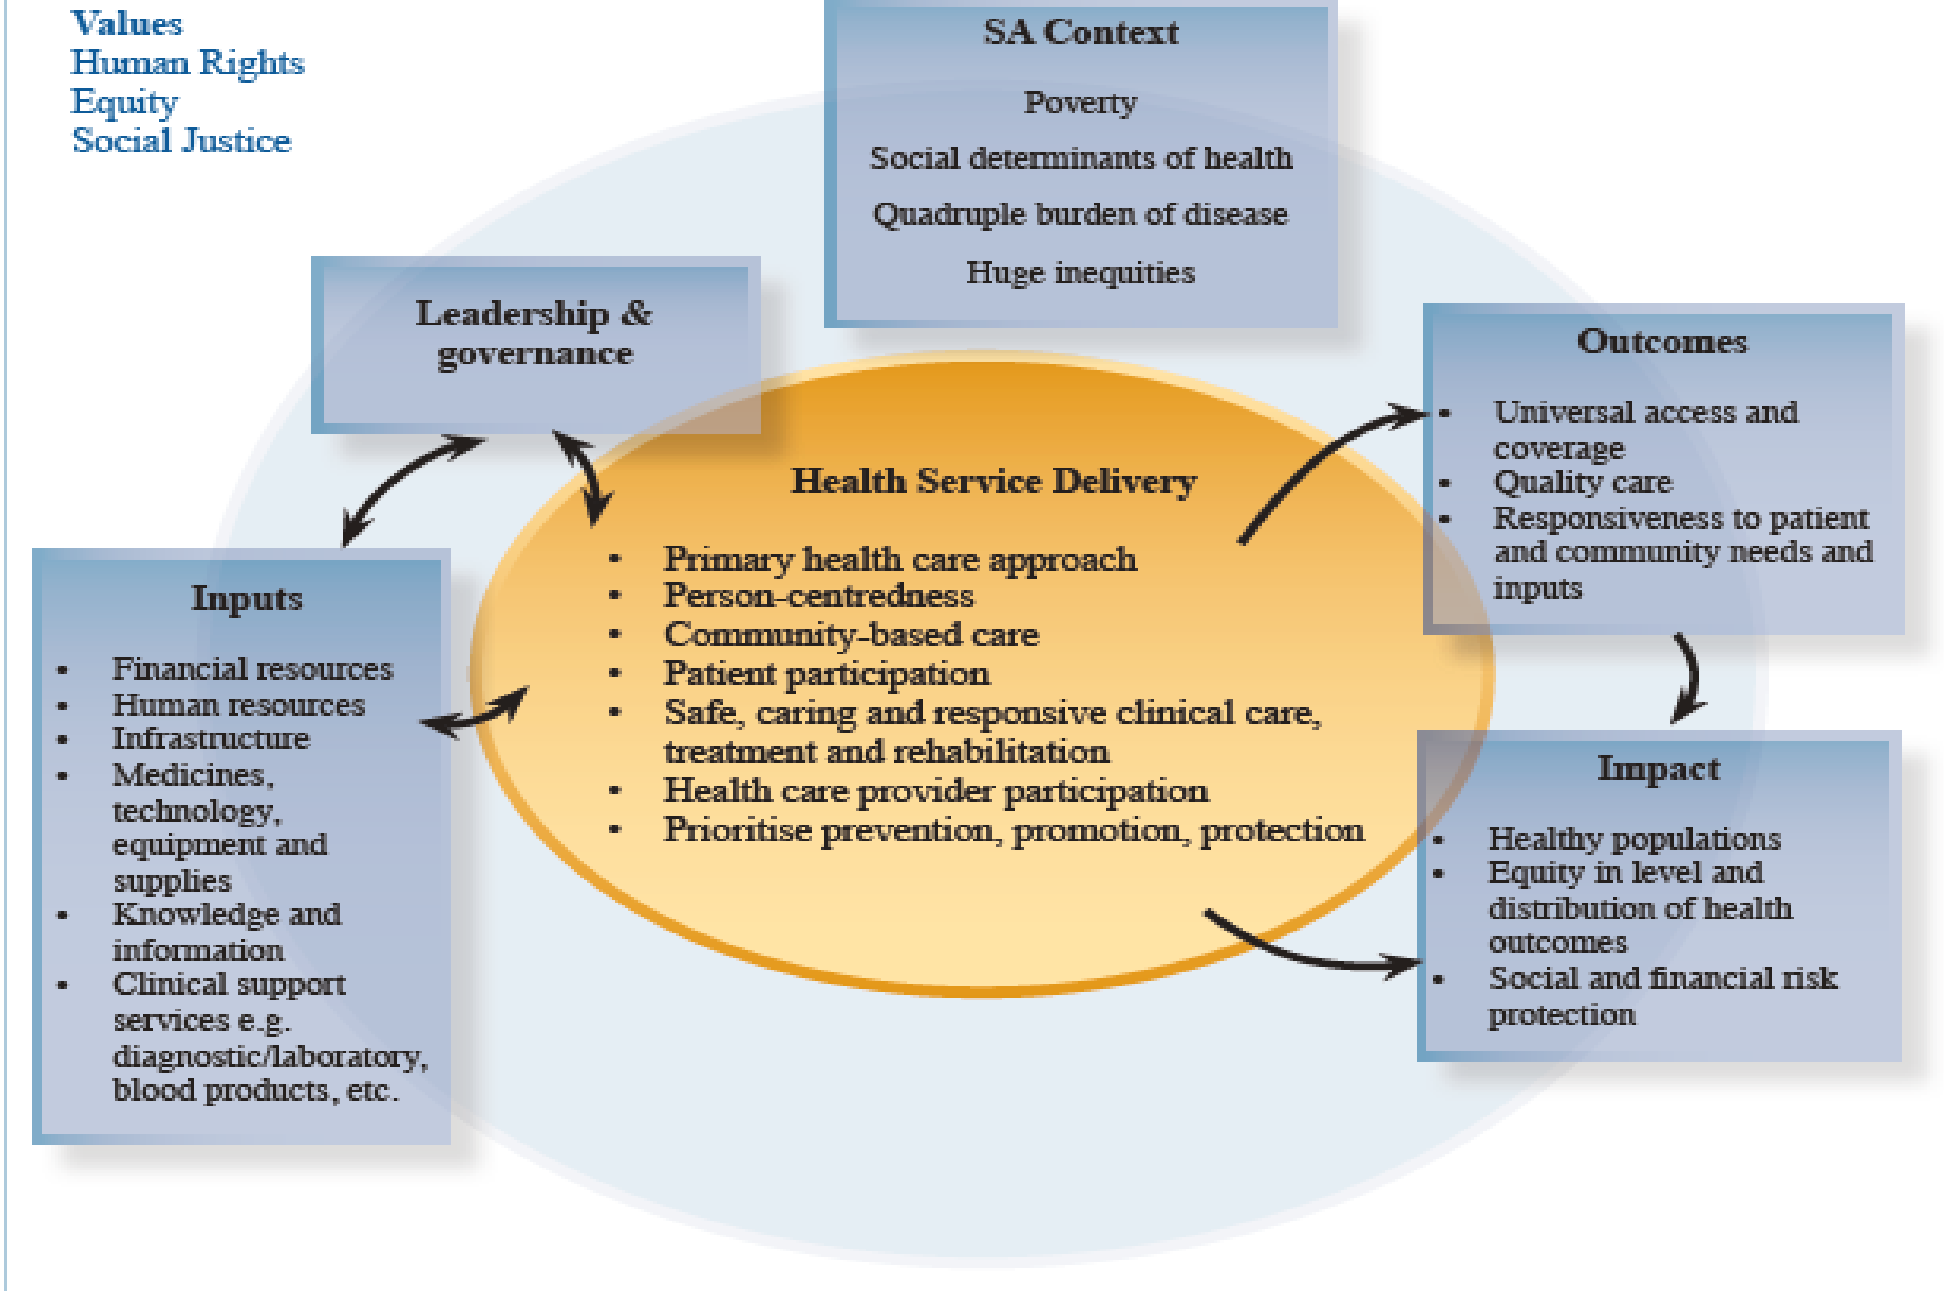 Values
Human Rights
Equity
Social Justice
SA Context
Poverty
Social determinants of health
Quadruple burden of disease
Huge inequities
Leadership &
governance
Outcomes
• Universal access and
coverage
• Quality care
• Responsiveness to patient
and community needs and
inputs
Health Service Delivery
• Primary health care approach
• Person-centredness
• Community-based care
• Patient participation
• Safe, caring and responsive clinical care,
treatment and rehabilitation
• Health care provider participation
• Prioritise prevention, promotion, protection
Inputs
• Financial resources
• Human resources
• Infrastructure
• Medicines,
technology,
equipment and
supplies
• Knowledge and
information
• Clinical support
services e.g.
diagnostic/laboratory,
blood products, etc.
Impact
• Healthy populations
• Equity in level and
distribution of health
outcomes
• Social and financial risk
protection